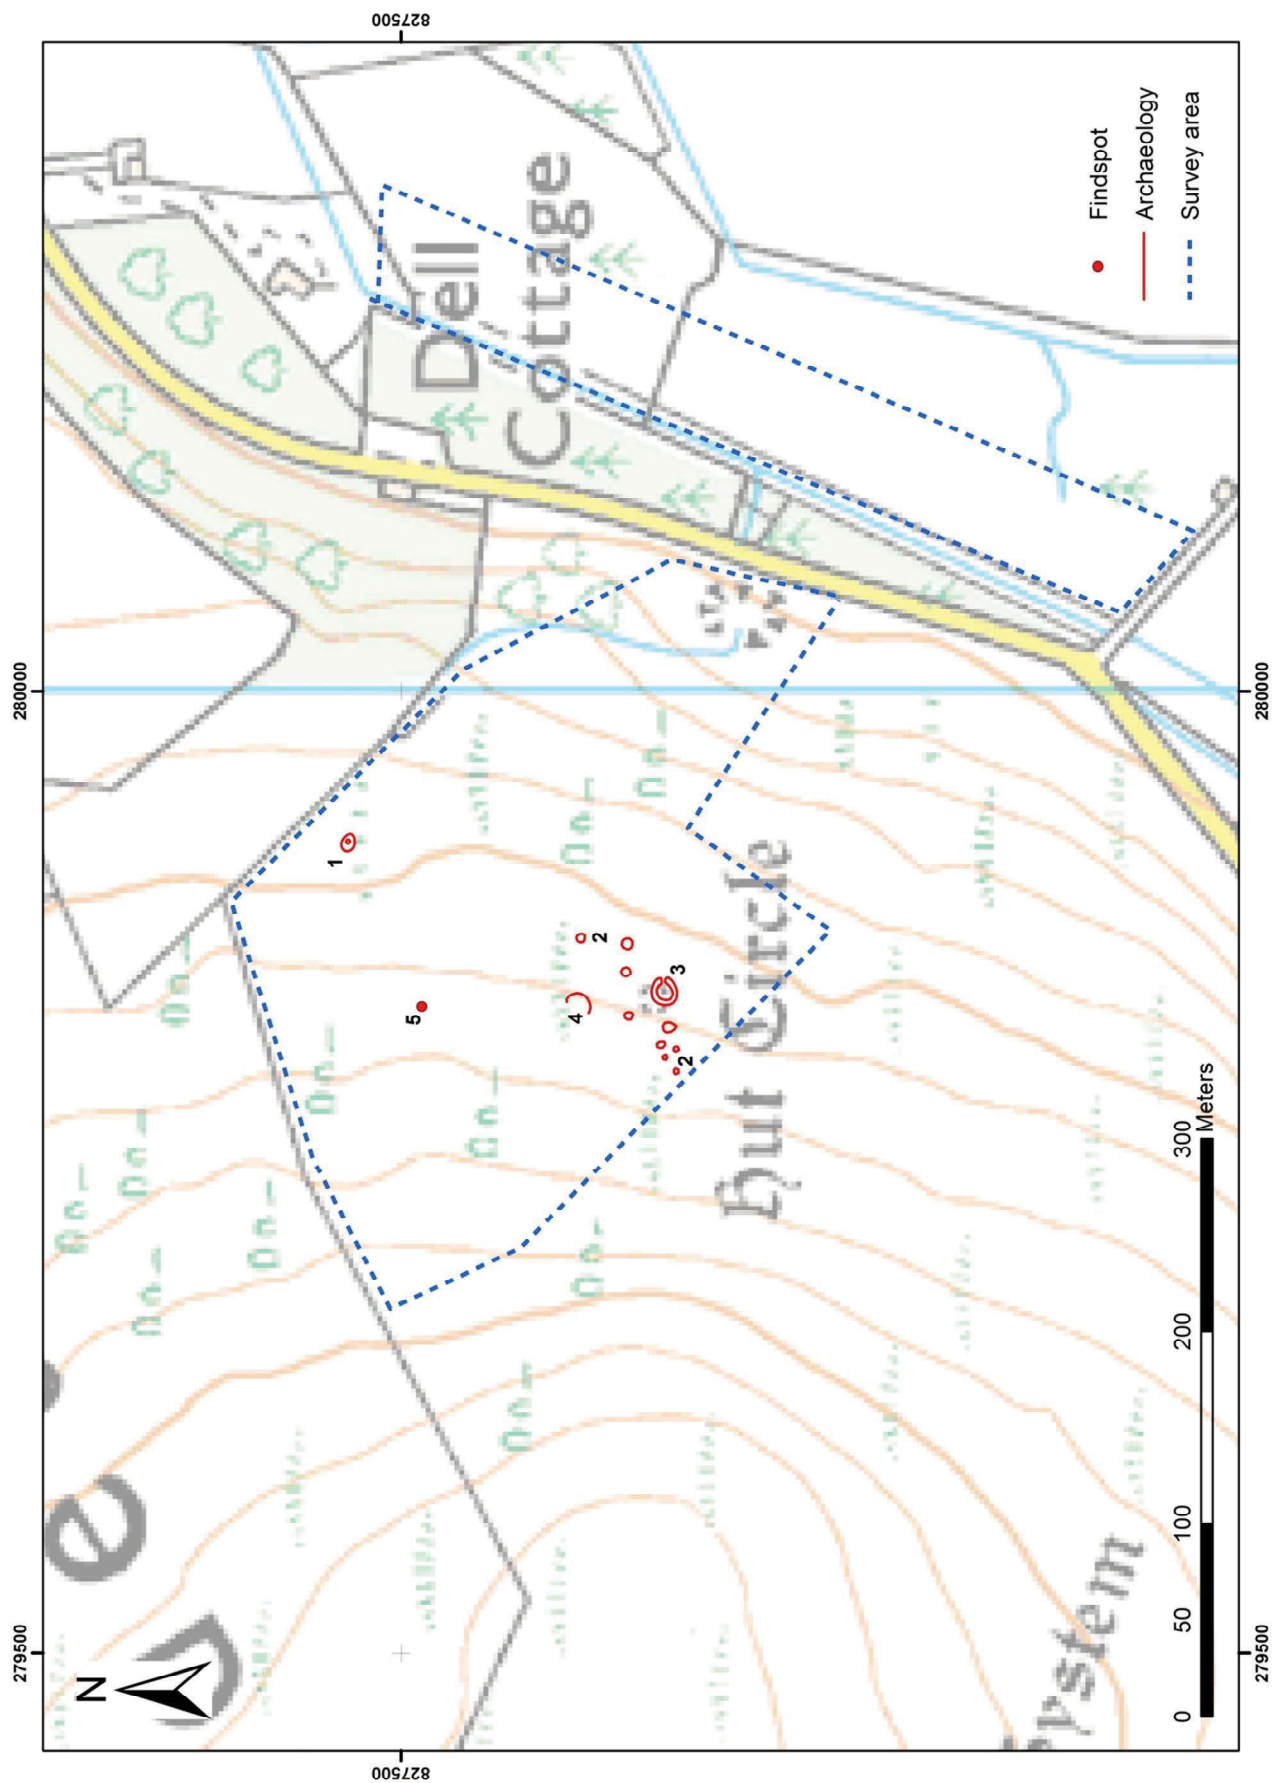 279500
280000
N
e
827500
827500
1
5
Dell
Cottage
4
2
3
2
Hut Circle
Findspot
Archaeology
Survey area
ystem
0 50 100 200 300
Meters
279500
280000